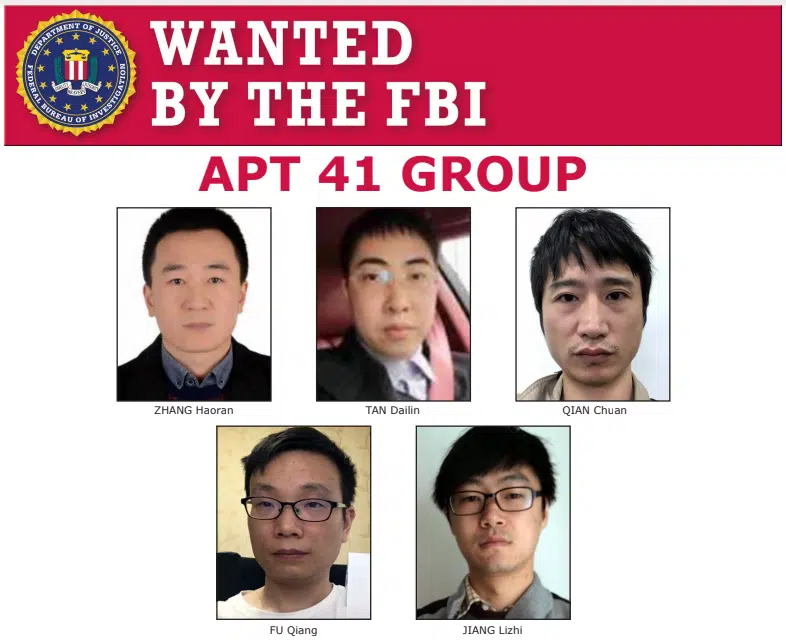 DEPARTMENT OF JUSTICE
FEDERAL BUREAU OF INVESTIGATION
WANTED
BY THE FBI
APT 41 GROUP
ZHANG Haoran
TAN Dailin
QIAN Chuan
FU Qiang
JIANG Lizhi